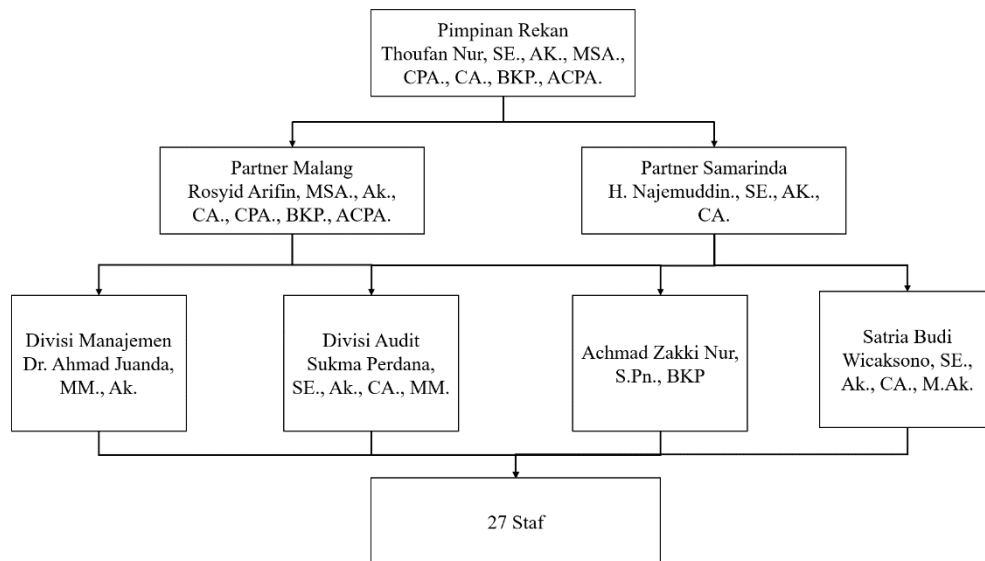 Pimpinan Rekan
Thoufan Nur, SE., AK., MSA.,
CPA., CA., BKP., ACPA.
Partner Malang
Rosyid Arifin, MSA., Ak.,
CA., CPA., BKP., ACPA.
Partner Samarinda
H. Najemuddin., SE., AK.,
CA.
Divisi Manajemen
Dr. Ahmad Juanda,
MM., Ak.
Divisi Audit
Sukma Perdana,
SE., Ak., CA., MM.
Achmad Zakki Nur,
S.Pn., BKP
Satria Budi
Wicaksono, SE.,
Ak., CA., M.Ak.
27 Staf